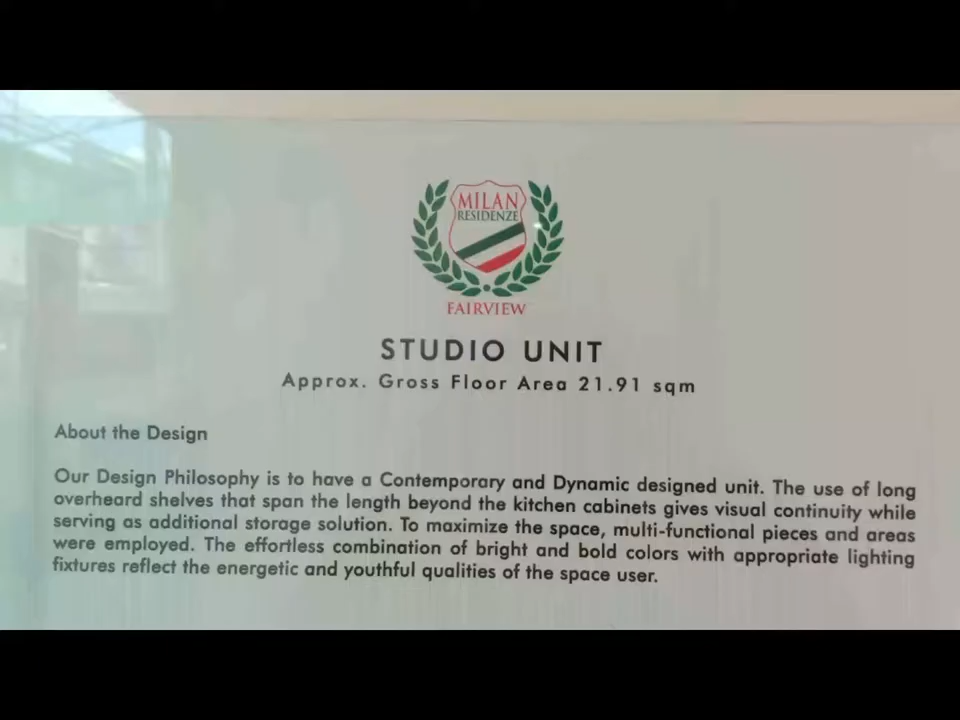 MILAN
RESIDENZE
FAIRVIEW
STUDIO UNIT
Approx. Gross Floor Area 21.91 sqm
About the Design
Our Design Philosophy is to have a Contemporary and Dynamic designed unit. The use of long
overheard shelves that span the length beyond the kitchen cabinets gives visual continuity while
serving as additional storage solution. To maximize the space, multi-functional pieces and areas
were employed. The effortless combination of bright and bold colors with appropriate lighting
fixtures reflect the energetic and youthful qualities of the space user.